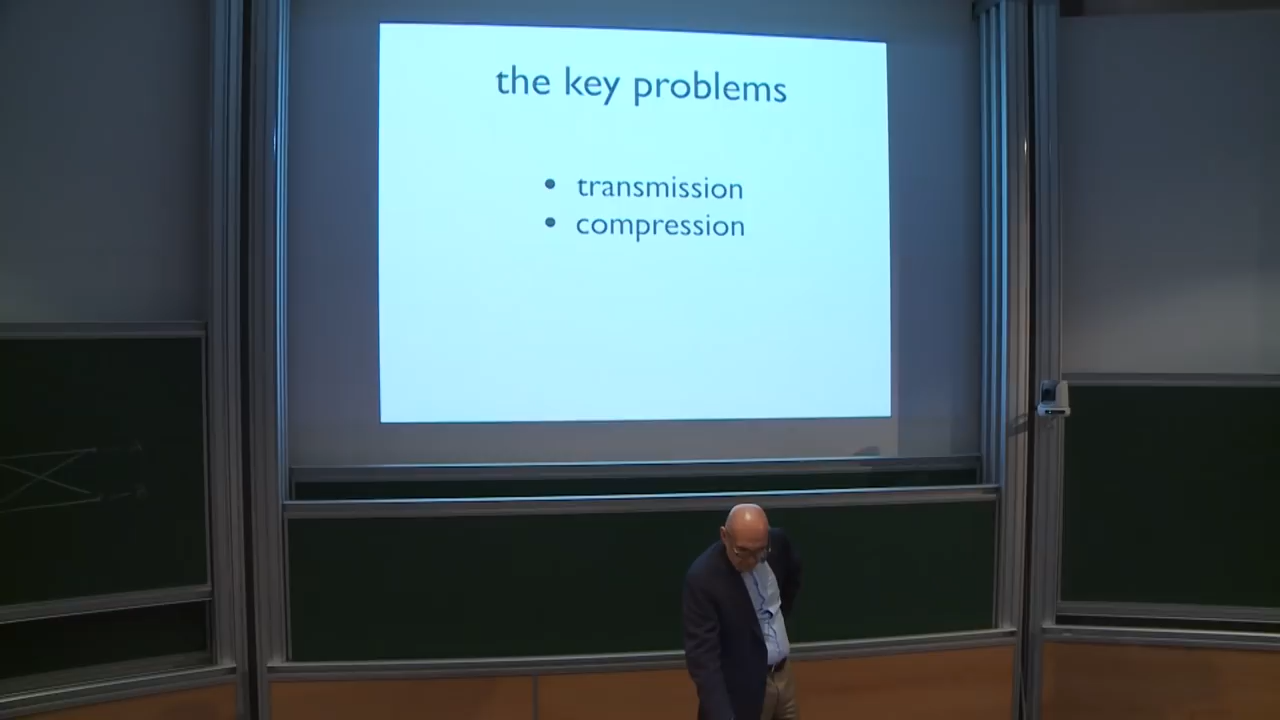 the key problems
• transmission
• compression